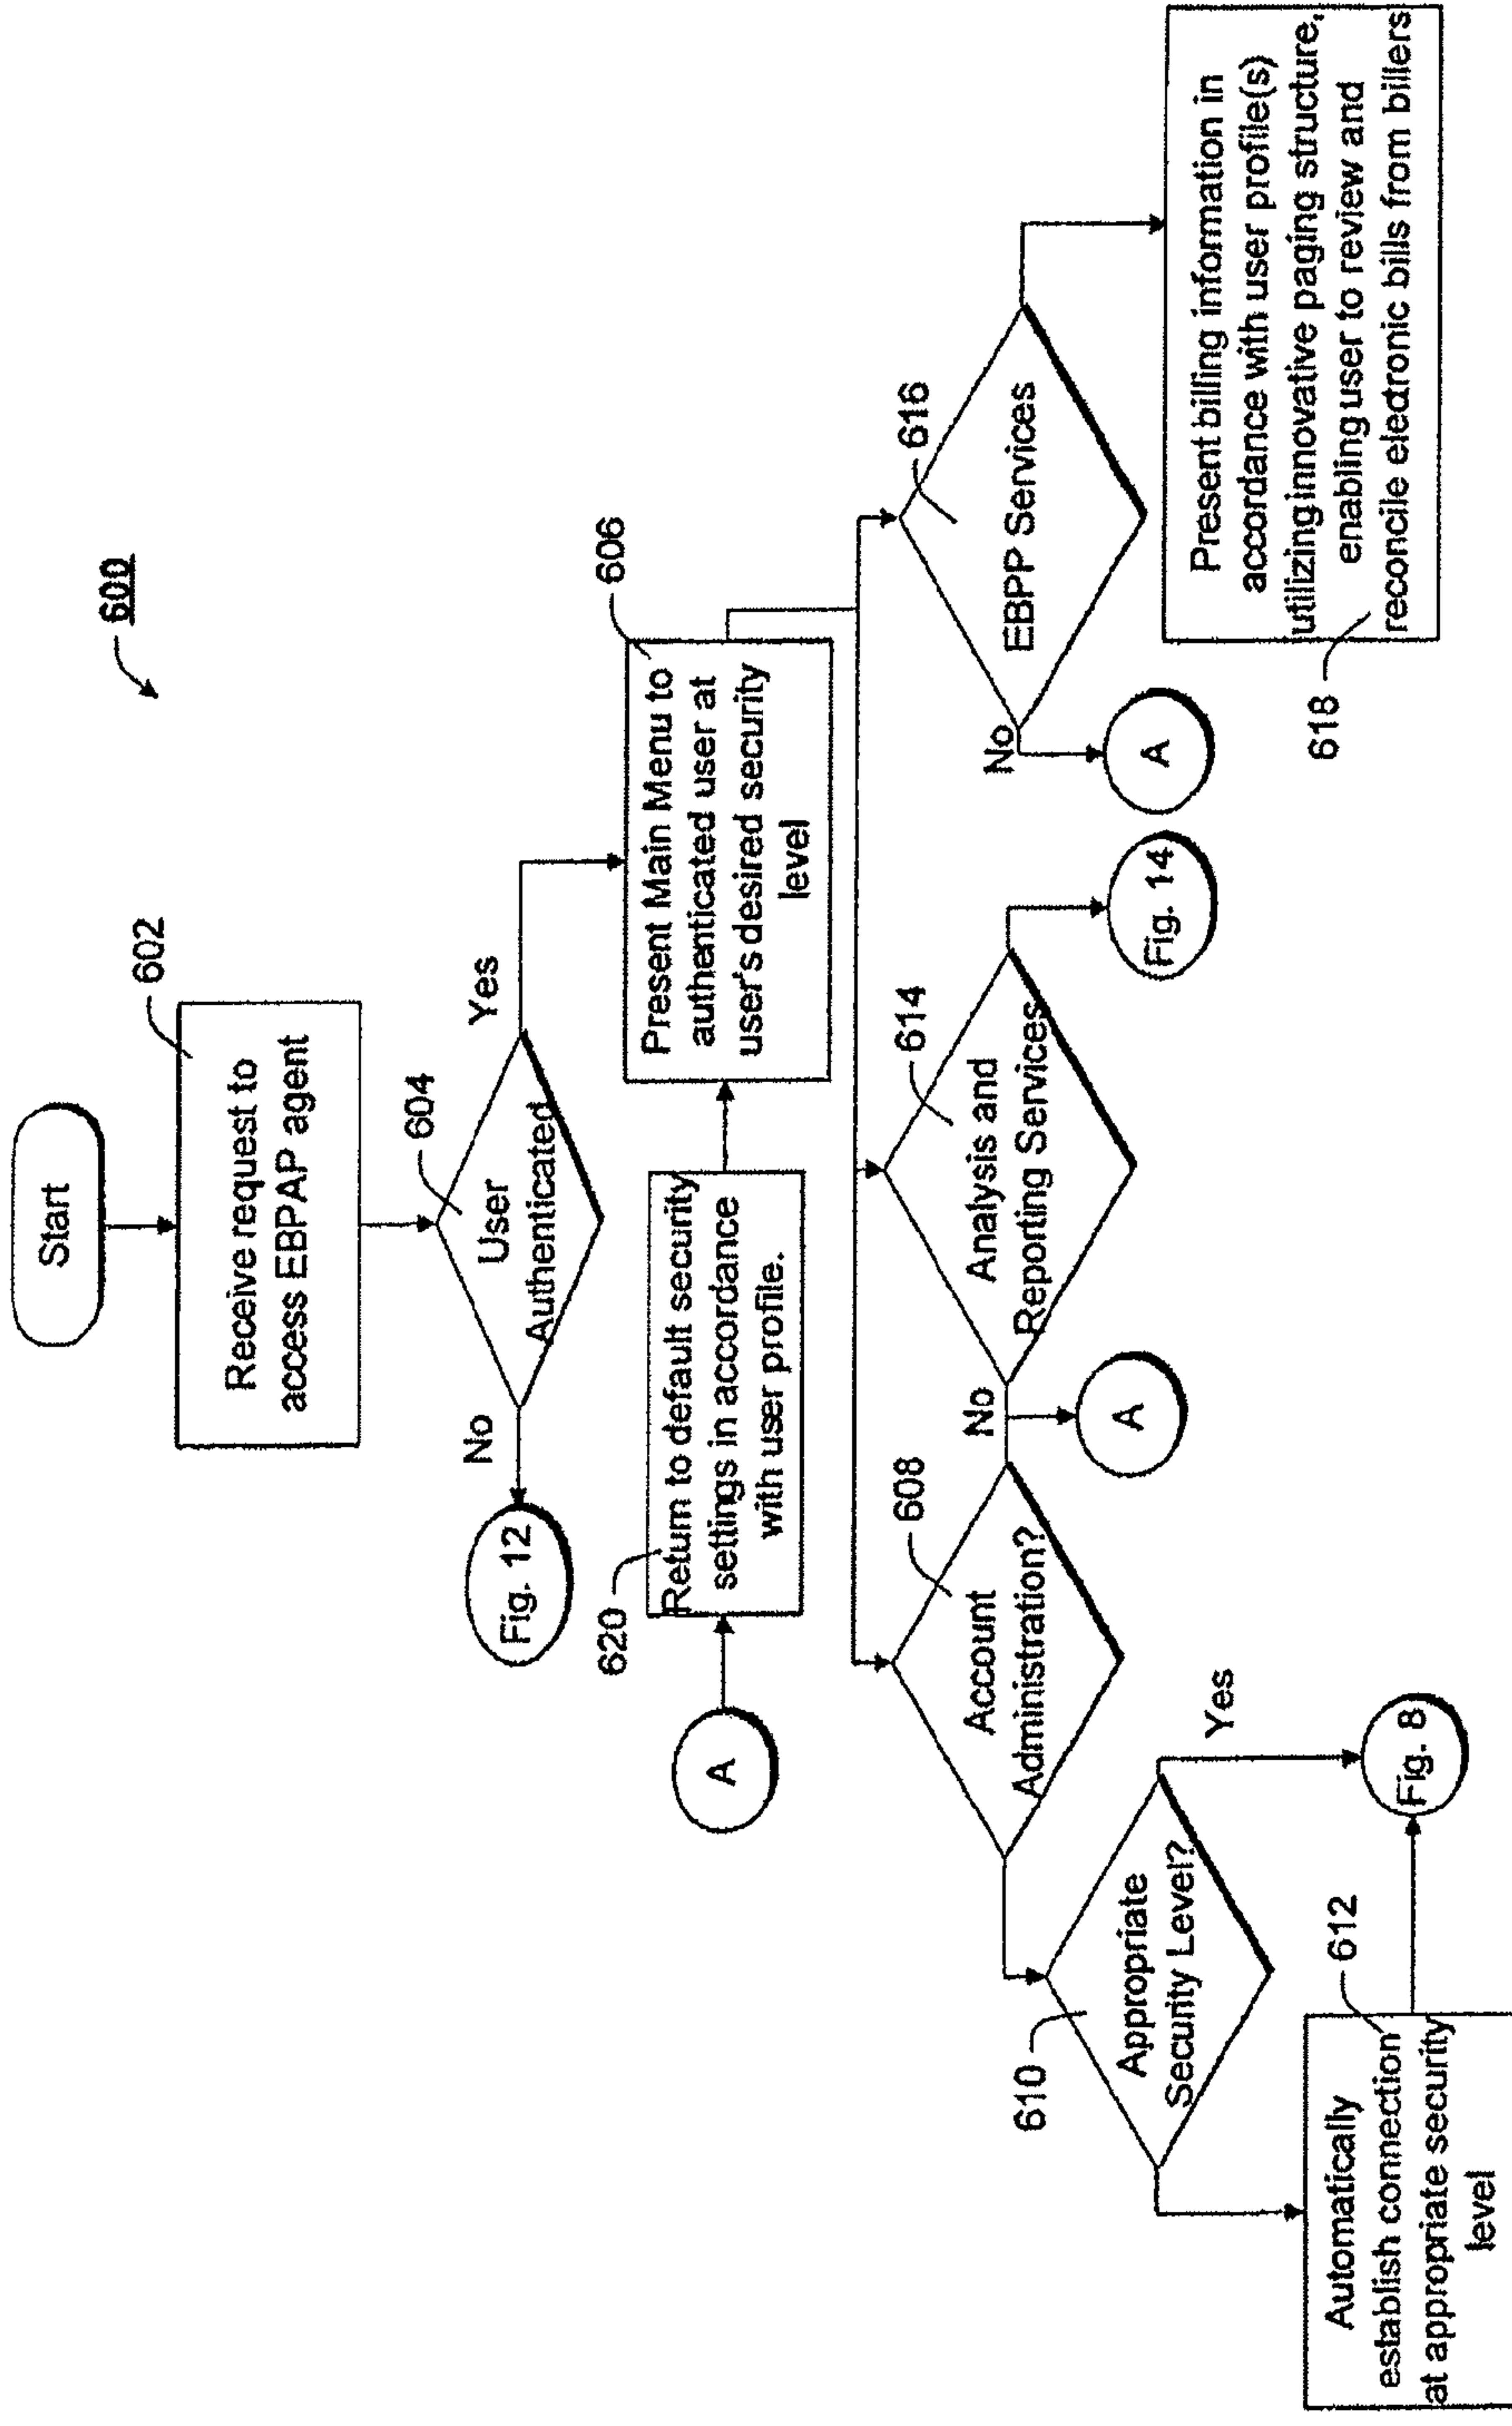 600
Start
602
Receive request to
access EBPAP agent
604
User
Authenticated
Yes
No
Fig. 12
606
Present Main Menu to
authenticated user at
user's desired security
level
620
Return to default security
settings in accordance
with user profile.
A
608
Account
Administration?
No
A
614
Analysis and
Reporting Services
Fig. 14
616
EBPP Services
No
A
610
Appropriate
Security Level?
Yes
Fig. 8
612
Automatically
establish connection
at appropriate security
level
618
Present billing information in
accordance with user profile(s)
utilizing innovative paging structure,
enabling user to review and
reconcile electronic bills from billers